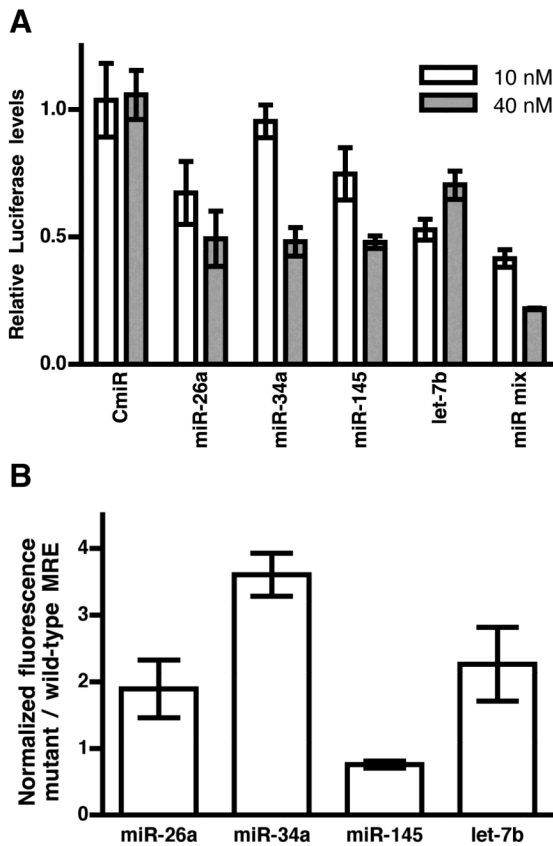 A
Relative Luciferase levels
1.0
0.5
0.0
10 nM
40 nM
CmiR
miR-26a
miR-34a
miR-145
let-7b
miR mix
B
Normalized fluorescence
mutant / wild-type MRE
4
3
2
1
0
miR-26a
miR-34a
miR-145
let-7b